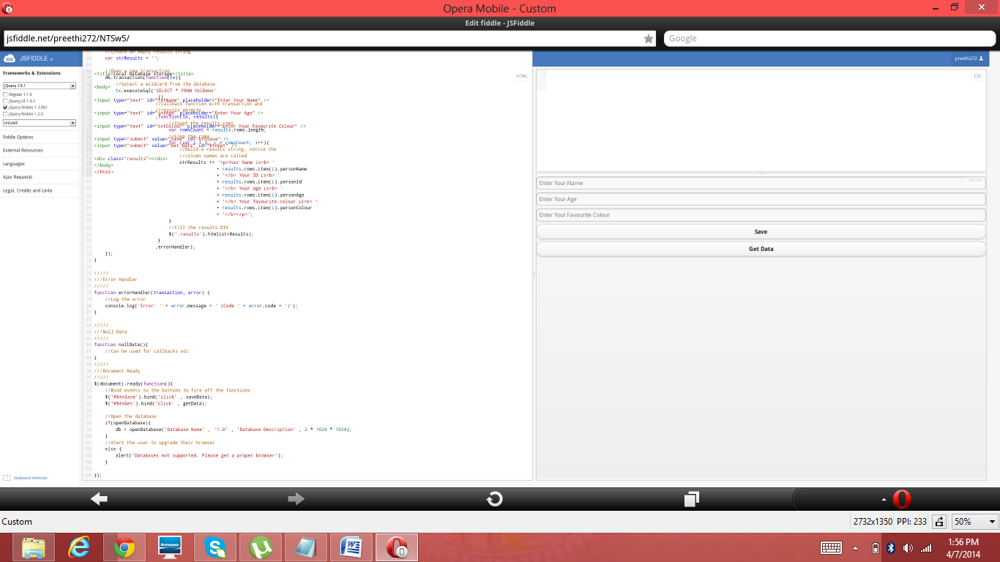 Opera Mobile - Custom
Edit fiddle - JSFiddle
jsfiddle.net/preethi272/NTSw5/
Google
JSFIDDLE
preethi272
Frameworks & Extensions
jQuery 1.9.1
Migrate 1.1.0
jQuery UI 1.9.2
jQuery Mobile 1.3.0b1
jQuery Mobile 1.2.0
onLoad
Fiddle Options
External Resources
Languages
Ajax Requests
Legal, Credits and Links
Keyboard shortcuts
HTML
//Create an empty results string
var strResults = '';
//Open a new transaction
<title>Local Database storage</title>
db.transaction(function(tx){
//Select a wildcard from the database
<body>
tx.executeSql('SELECT * FROM tblDemo'
,[]
<input type="text" id="txtName" placeholder="Enter Your Name" />
//Callback function with transaction and
//results objects
<input type="text" id="intAge" placeholder="Enter Your Age" />
,function(tx, results){
//Count the results rows
<input type="text" id="txtColour" placeholder="Enter Your Favourite Colour" />
var rowsCount = results.rows.length;
//Loop the rows
<input type="submit" value="Save" id="btnSave" />
for (var i = 0; i < rowsCount; i++){
<input type="submit" value="Get Data" id="btnGet" />
//Build a results string, notice the
//column names are called
<div class="results"></div>
strResults += '<p>Your Name is<b> '
</body>
+ results.rows.item(i).personName
</html>
+ '</b> Your ID is<b> '
+ results.rows.item(i).personId
+ '</b> Your age is<b> '
+ results.rows.item(i).personAge
+ '</b> Your favourite colour is<b> '
+ results.rows.item(i).personColour
+ '</b></p>';
}
//Fill the results DIV
$('.results').html(strResults);
}
,errorHandler);
});
}
/////
///Error Handler
/////
function errorHandler(transaction, error) {
//Log the error
console.log('Error: ' + error.message + ' (Code ' + error.code + ')');
}
/////
///Null Data
/////
function nullData(){
//Can be used for callbacks etc
}
/////
///Document Ready
/////
$(document).ready(function(){
//Bind events to the buttons to fire off the functions
$('#btnSave').bind('click' , saveData);
$('#btnGet').bind('click' , getData);
//Open the database
if(openDatabase){
db = openDatabase('Database Name' , '1.0' , 'Database Description' , 2 * 1024 * 1024);
}
//Alert the user to upgrade their browser
else {
alert('Databases not supported. Please get a proper browser');
}
});
CSS
Result
Enter Your Name
Enter Your Age
Enter Your Favourite Colour
Save
Get Data
Custom
2732x1350 PPI: 233
50%
lenovo
1:56 PM
4/7/2014